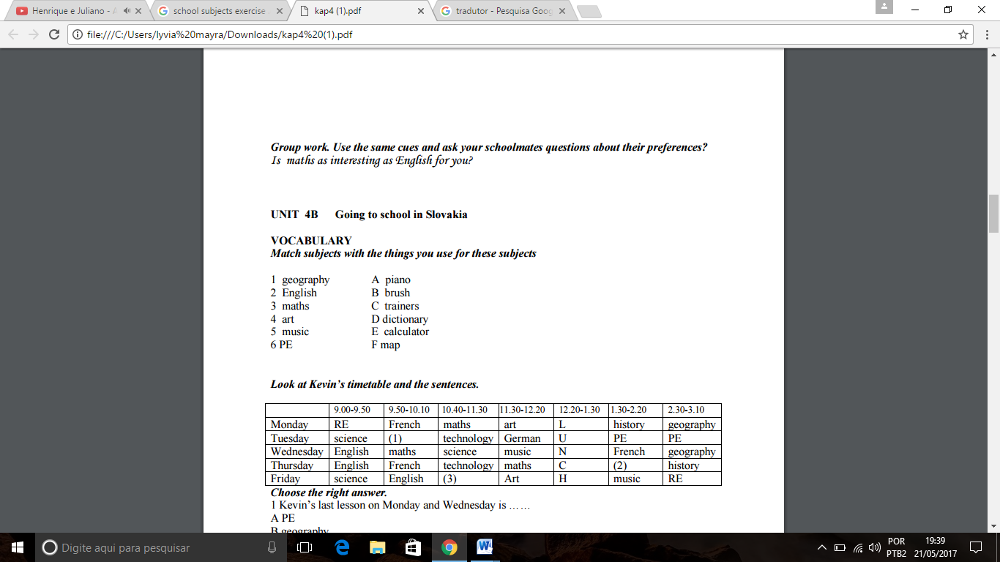 Henrique e Juliano - A
school subjects exercise
kap4 (1).pdf
tradutor - Pesquisa Goog
file:///C:/Users/lyvia%20mayra/Downloads/kap4%20(1).pdf
Group work. Use the same cues and ask your schoolmates questions about their preferences?
Is maths as interesting as English for you?
UNIT 4B Going to school in Slovakia
VOCABULARY
Match subjects with the things you use for these subjects
1 geography A piano
2 English B brush
3 maths C trainers
4 art D dictionary
5 music E calculator
6 PE F map
Look at Kevin's timetable and the sentences.
9.00-9.50 9.50-10.10 10.40-11.30 11.30-12.20 12.20-1.30 1.30-2.20 2.30-3.10
Monday RE French maths art L history geography
Tuesday science (1) technology German U PE PE
Wednesday English maths science music N French geography
Thursday English French technology maths C (2) history
Friday science English (3) Art H music RE
Choose the right answer.
1 Kevin's last lesson on Monday and Wednesday is ……
A PE
B geography
Digite aqui para pesquisar
POR 19:39
PTB2 21/05/2017